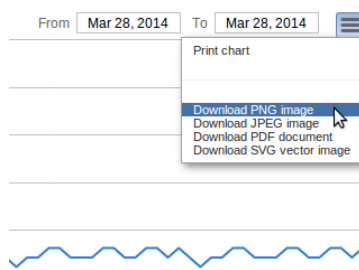 From Mar 28, 2014 To Mar 28, 2014
Print chart
Download PNG image
Download JPEG image
Download PDF document
Download SVG vector image